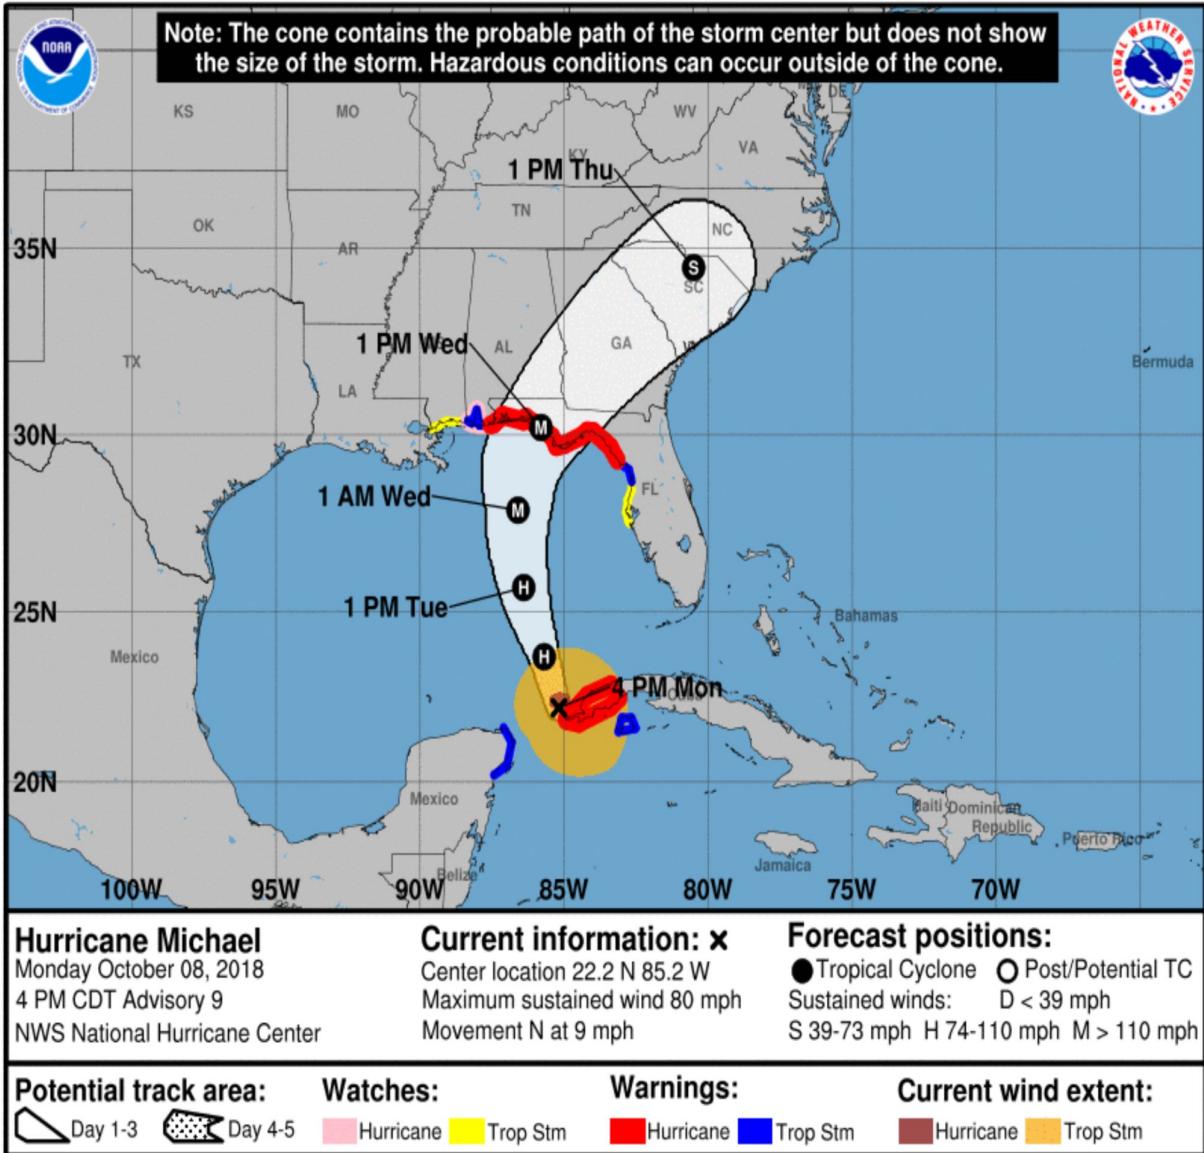 Note: The cone contains the probable path of the storm center but does not show
the size of the storm. Hazardous conditions can occur outside of the cone.
NOAA
NATIONAL WEATHER SERVICE
DE
KS
MO
WV
VA
KY
1 PM Thu
TN
OK
NC
AR
35N
S
SC
1 PM Wed
AL
GA
TX
Bermuda
LA
30N
M
FL
1 AM Wed
M
H
1 PM Tue
25N
Bahamas
Mexico
H
4 PM Mon
Cuba
20N
Mexico
Haiti
Dominican
Republic
Puerto Rico
Jamaica
Belize
100W 95W 90W 85W 80W 75W 70W
Hurricane Michael
Monday October 08, 2018
4 PM CDT Advisory 9
NWS National Hurricane Center
Current information: x
Center location 22.2 N 85.2 W
Maximum sustained wind 80 mph
Movement N at 9 mph
Forecast positions:
Tropical Cyclone Post/Potential TC
Sustained winds: D < 39 mph
S 39-73 mph H 74-110 mph M > 110 mph
Potential track area:
Day 1-3 Day 4-5
Watches:
Hurricane Trop Stm
Warnings:
Hurricane Trop Stm
Current wind extent:
Hurricane Trop Stm